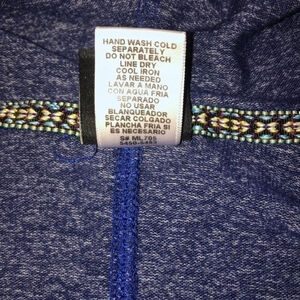 HAND WASH COLD
SEPARATELY
DO NOT BLEACH
LINE DRY
COOL IRON
AS NEEDED
LAVAR A MANO
CON AGUA FRIA
SEPARADO
NO USAR
BLANQUEADOR
SECAR COLGADO
PLANCHA FRIA SI
ES NECESARIO
S# ML705